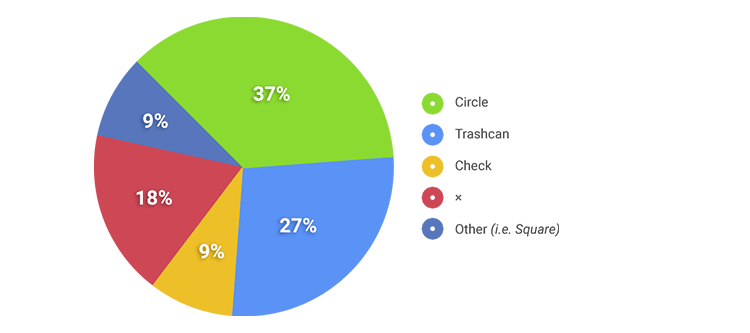 37%
27%
9%
18%
9%
Circle
Trashcan
Check
×
Other (i.e. Square)